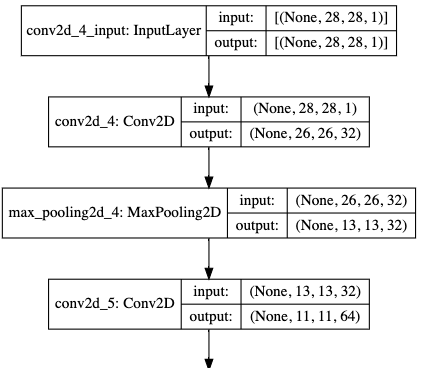 conv2d_4_input: InputLayer
input: [(None, 28, 28, 1)]
output: [(None, 28, 28, 1)]
conv2d_4: Conv2D
input: (None, 28, 28, 1)
output: (None, 26, 26, 32)
max_pooling2d_4: MaxPooling2D
input: (None, 26, 26, 32)
output: (None, 13, 13, 32)
conv2d_5: Conv2D
input: (None, 13, 13, 32)
output: (None, 11, 11, 64)